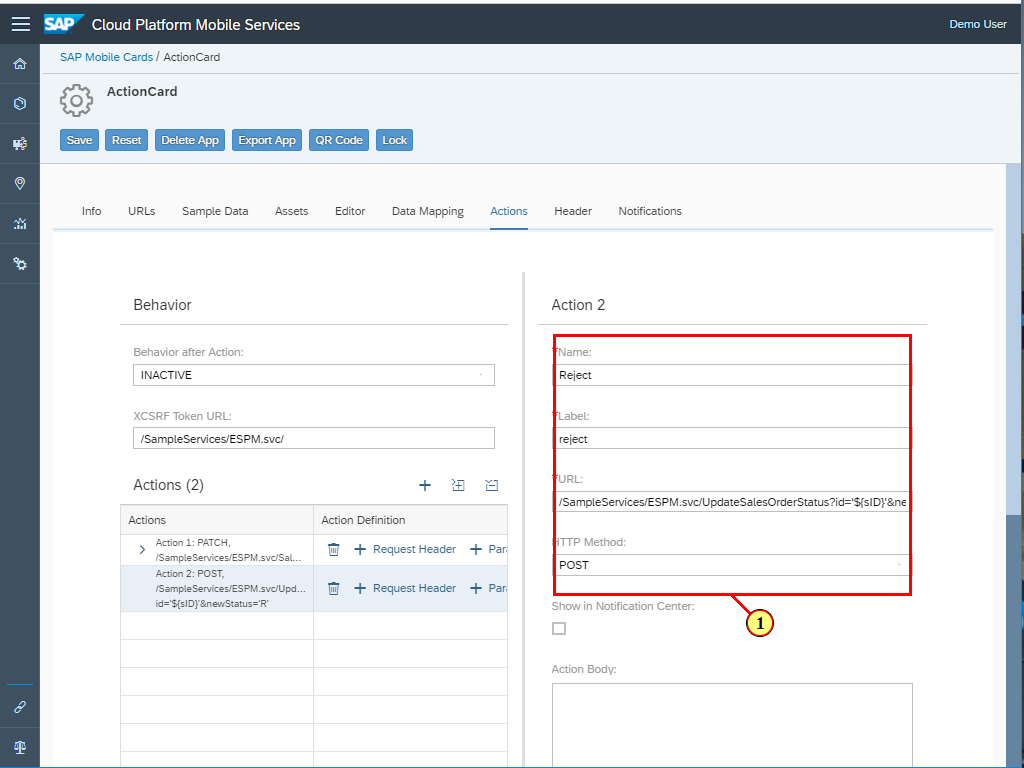 SAP Cloud Platform Mobile Services
Demo User
SAP Mobile Cards / ActionCard
ActionCard
Save Reset Delete App Export App QR Code Lock
Info URLs Sample Data Assets Editor Data Mapping Actions Header Notifications
Behavior
Behavior after Action:
INACTIVE
XCSRF Token URL:
/SampleServices/ESPM.svc/
Actions (2)
Actions Action Definition
Action 1: PATCH,
/SampleServices/ESPM.svc/Sal...
Request Header Para
Action 2: POST,
/SampleServices/ESPM.svc/Upd...
id='${sID}'&newStatus='R'
Request Header Para
Action 2
*Name:
Reject
*Label:
reject
*URL:
/SampleServices/ESPM.svc/UpdateSalesOrderStatus?id='${sID}'&ne
HTTP Method:
POST
1
Show in Notification Center:
Action Body: